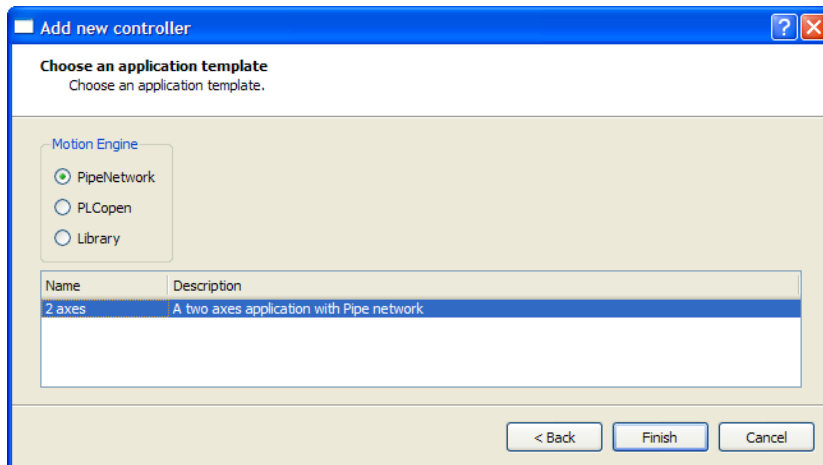 Add new controller
Choose an application template
Choose an application template.
Motion Engine
PipeNetwork
PLCopen
Library
Name Description
2 axes A two axes application with Pipe network
< Back Finish Cancel